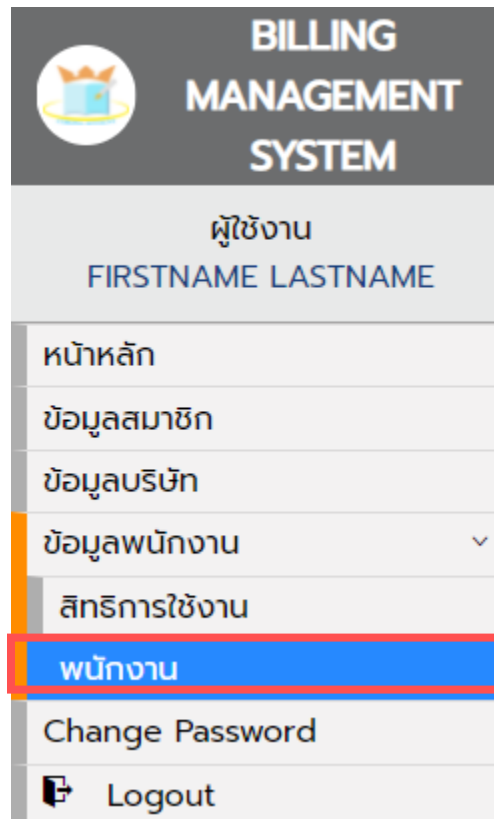 BILLING
MANAGEMENT
SYSTEM
ผู้ใช้งาน
FIRSTNAME LASTNAME
หน้าหลัก
ข้อมูลสมาชิก
ข้อมูลบริษัท
ข้อมูลพนักงาน
สิทธิการใช้งาน
พนักงาน
Change Password
Logout